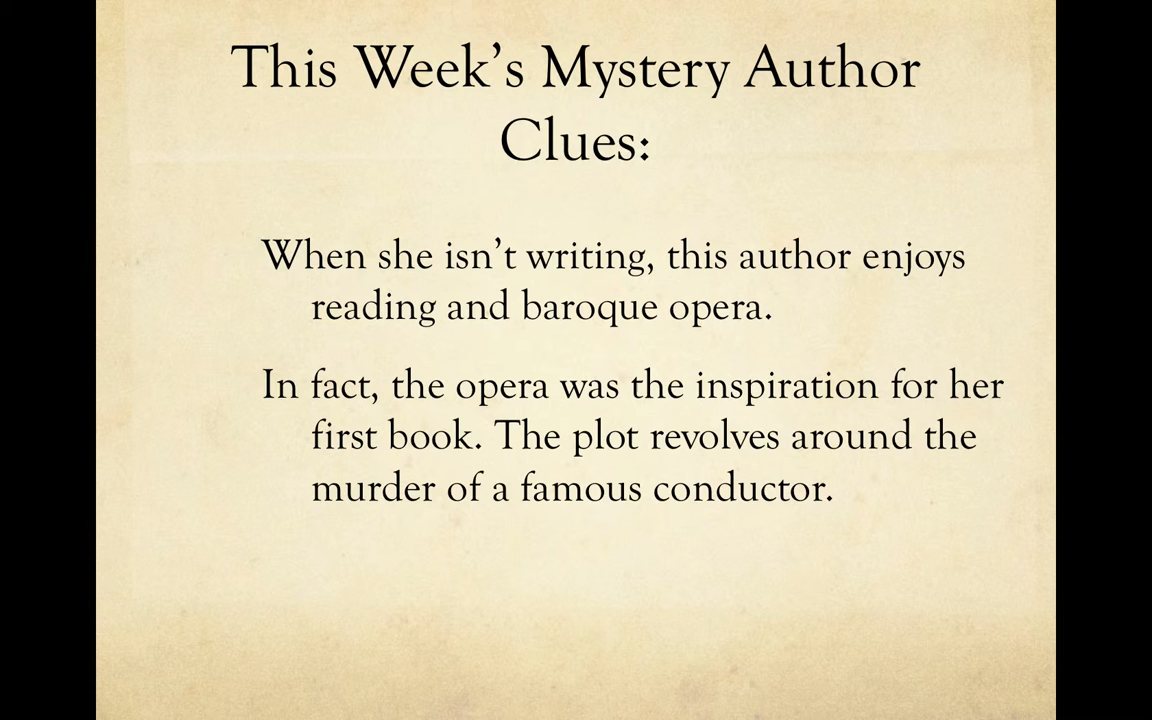 This Week’s Mystery Author
Clues:
When she isn’t writing, this author enjoys
reading and baroque opera.
In fact, the opera was the inspiration for her
first book. The plot revolves around the
murder of a famous conductor.